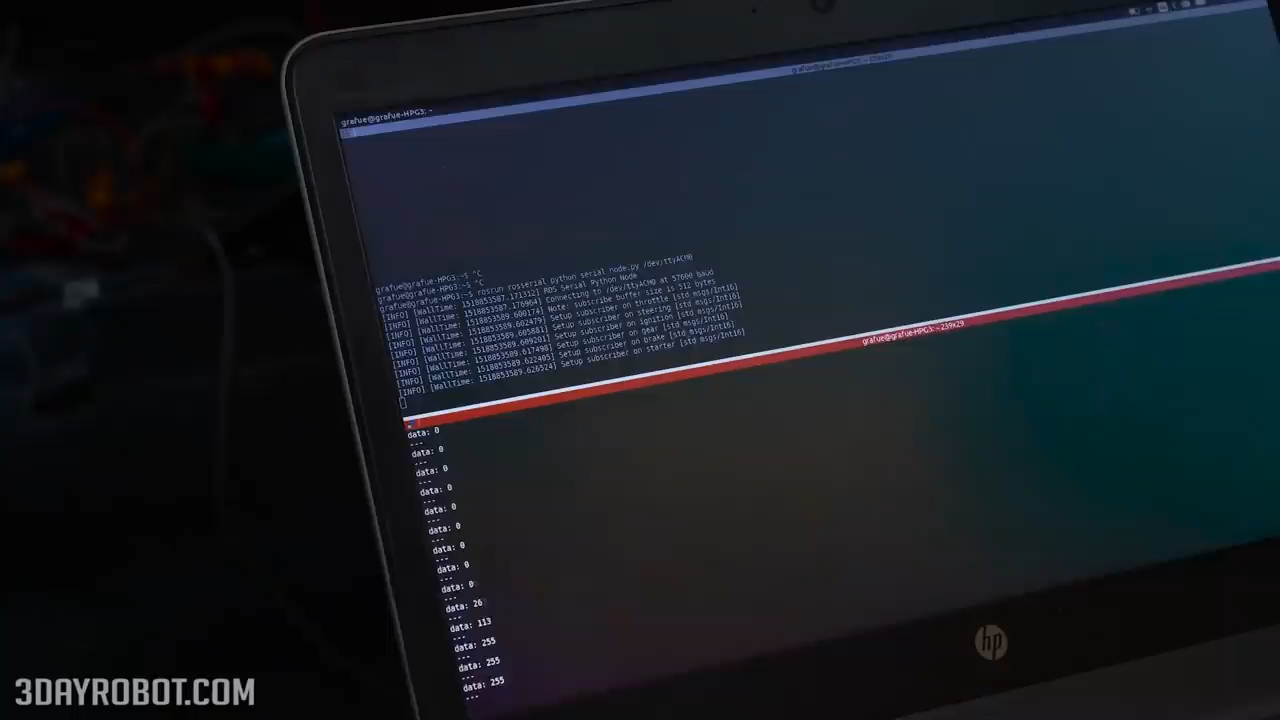 grafue@grafue-HPG3: ~
grafue@grafue-HPG3:~$ ^C
grafue@grafue-HPG3:~$ ^C
grafue@grafue-HPG3:~$ rosrun rosserial_python serial_node.py /dev/ttyACM0
[INFO] [WallTime: 1518853587.171312] ROS Serial Python Node
[INFO] [WallTime: 1518853587.176964] Connecting to /dev/ttyACM0 at 57600 baud
[INFO] [WallTime: 1518853589.600174] Note: subscribe buffer size is 512 bytes
[INFO] [WallTime: 1518853589.602479] Setup subscriber on throttle [std_msgs/Int16]
[INFO] [WallTime: 1518853589.605881] Setup subscriber on steering [std_msgs/Int16]
[INFO] [WallTime: 1518853589.609201] Setup subscriber on ignition [std_msgs/Int16]
[INFO] [WallTime: 1518853589.617498] Setup subscriber on gear [std_msgs/Int16]
[INFO] [WallTime: 1518853589.622405] Setup subscriber on brake [std_msgs/Int16]
[INFO] [WallTime: 1518853589.626524] Setup subscriber on starter [std_msgs/Int16]
grafue@grafue-HPG3: ~ 239x29
data: 0
---
data: 0
---
data: 0
---
data: 0
---
data: 0
---
data: 0
---
data: 0
---
data: 0
---
data: 0
---
data: 26
---
data: 113
---
data: 255
---
data: 255
---
data: 255
---
hp
3DAYROBOT.COM